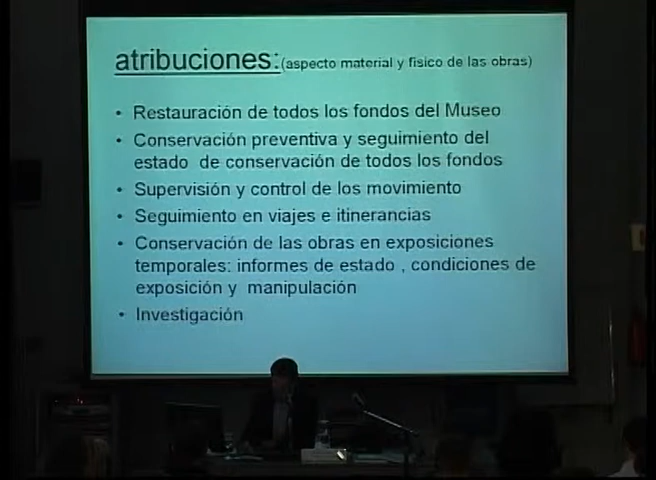 atribuciones:(aspecto material y fisico de las obras)
• Restauración de todos los fondos del Museo
• Conservación preventiva y seguimiento del
estado de conservación de todos los fondos
• Supervisión y control de los movimiento
• Seguimiento en viajes e itinerancias
• Conservación de las obras en exposiciones
temporales: informes de estado , condiciones de
exposición y manipulación
• Investigación